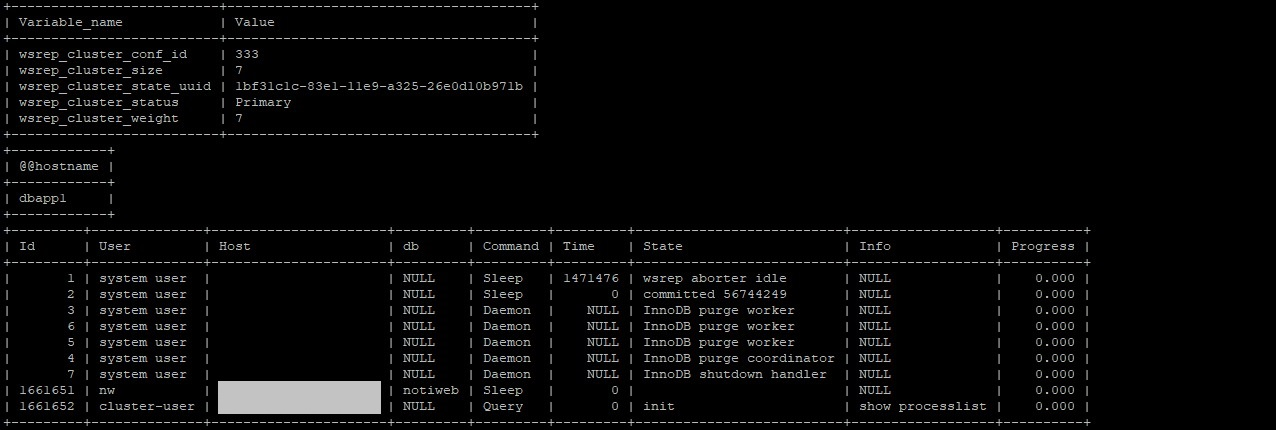 +--------------------------+--------------------------------------+
| Variable_name            | Value                                |
+--------------------------+--------------------------------------+
| wsrep_cluster_conf_id    | 333                                  |
| wsrep_cluster_size       | 7                                    |
| wsrep_cluster_state_uuid | 1bf31c1c-83e1-11e9-a325-26e0d10b971b |
| wsrep_cluster_status     | Primary                              |
| wsrep_cluster_weight     | 7                                    |
+--------------------------+--------------------------------------+
+------------+
| @@hostname |
+------------+
| dbapp1     |
+------------+
+---------+--------------+---------------------+---------+---------+---------+--------------------------+------------------+----------+
| Id      | User         | Host                | db      | Command | Time    | State                    | Info             | Progress |
+---------+--------------+---------------------+---------+---------+---------+--------------------------+------------------+----------+
|       1 | system user  |                     | NULL    | Sleep   | 1471476 | wsrep aborter idle       | NULL             |    0.000 |
|       2 | system user  |                     | NULL    | Sleep   |       0 | committed 56744249       | NULL             |    0.000 |
|       3 | system user  |                     | NULL    | Daemon  |    NULL | InnoDB purge worker      | NULL             |    0.000 |
|       6 | system user  |                     | NULL    | Daemon  |    NULL | InnoDB purge worker      | NULL             |    0.000 |
|       5 | system user  |                     | NULL    | Daemon  |    NULL | InnoDB purge worker      | NULL             |    0.000 |
|       4 | system user  |                     | NULL    | Daemon  |    NULL | InnoDB purge coordinator | NULL             |    0.000 |
|       7 | system user  |                     | NULL    | Daemon  |    NULL | InnoDB shutdown handler  | NULL             |    0.000 |
| 1661651 | nw           |                     | notiweb | Sleep   |       0 |                          | NULL             |    0.000 |
| 1661652 | cluster-user |                     | NULL    | Query   |       0 | init                     | show processlist |    0.000 |
+---------+--------------+---------------------+---------+---------+---------+--------------------------+------------------+----------+